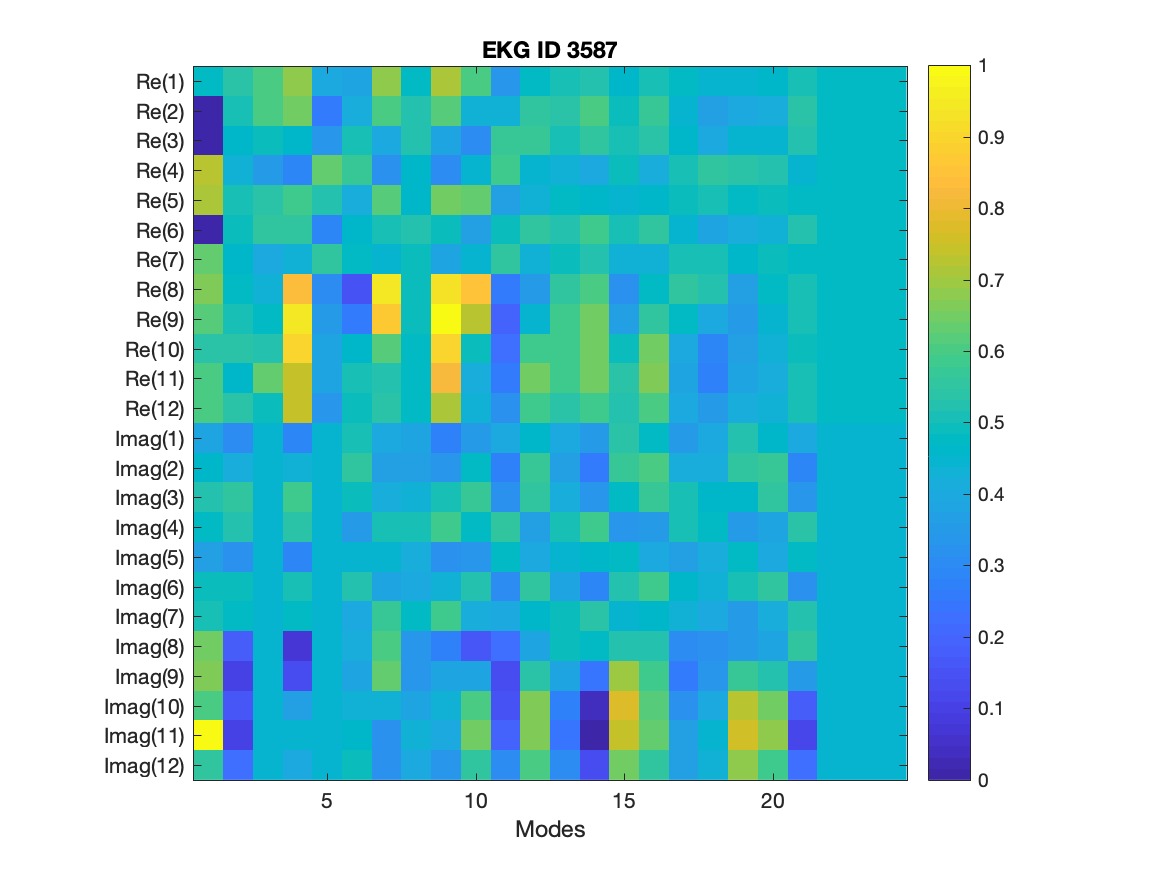 EKG ID 3587
Re(1)
Re(2)
Re(3)
Re(4)
Re(5)
Re(6)
Re(7)
Re(8)
Re(9)
Re(10)
Re(11)
Re(12)
Imag(1)
Imag(2)
Imag(3)
Imag(4)
Imag(5)
Imag(6)
Imag(7)
Imag(8)
Imag(9)
Imag(10)
Imag(11)
Imag(12)
5 10 15 20
Modes
1
0.9
0.8
0.7
0.6
0.5
0.4
0.3
0.2
0.1
0